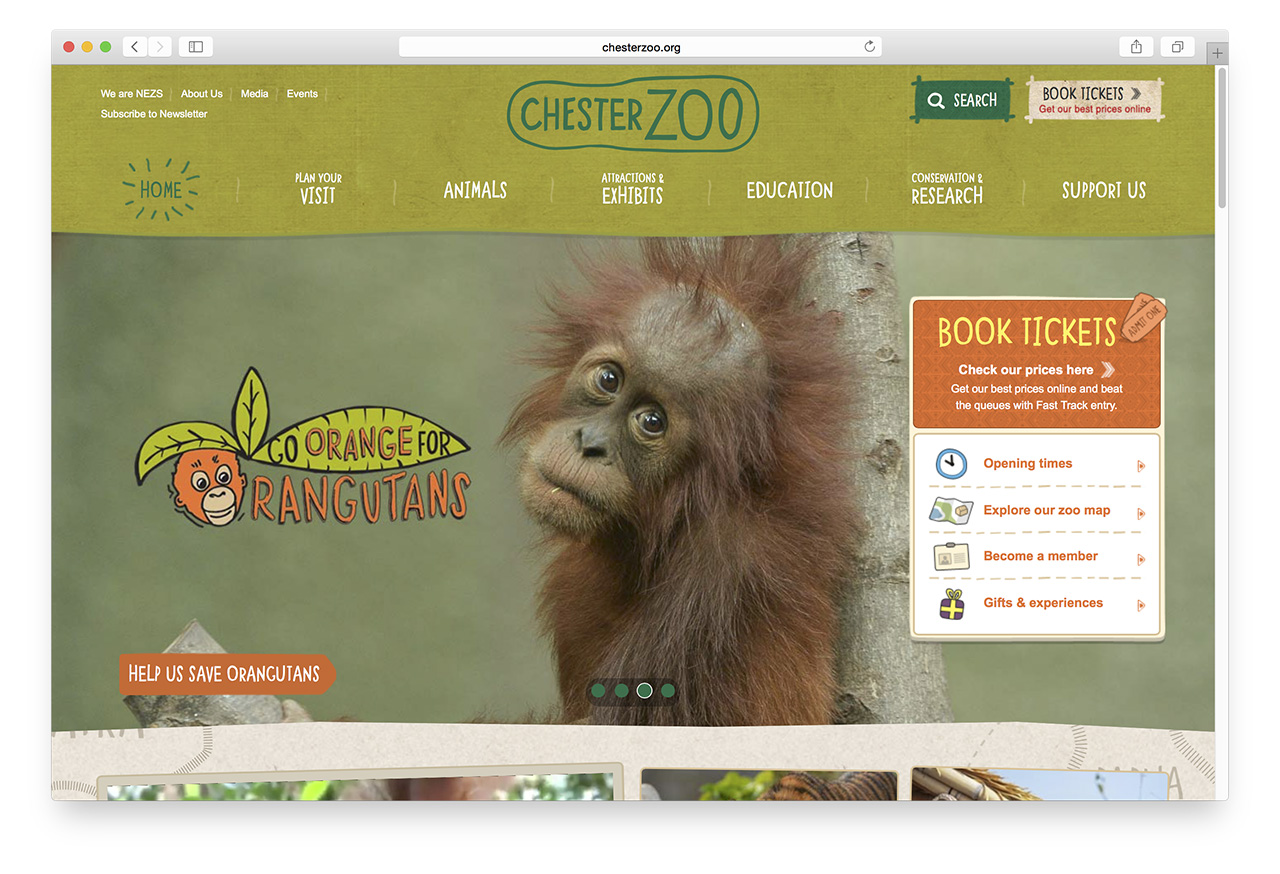 chesterzoo.org
We are NEZS
About Us
Media
Events
Subscribe to Newsletter
CHESTER ZOO
SEARCH
BOOK TICKETS
Get our best prices online
HOME
PLAN YOUR
VISIT
ANIMALS
ATTRACTIONS &
EXHIBITS
EDUCATION
CONSERVATION &
RESEARCH
SUPPORT US
GO ORANGE FOR
ORANGUTANS
HELP US SAVE ORANGUTANS
BOOK TICKETS
ADMIT ONE
Check our prices here
Get our best prices online and beat
the queues with Fast Track entry.
Opening times
Explore our zoo map
Become a member
Gifts & experiences